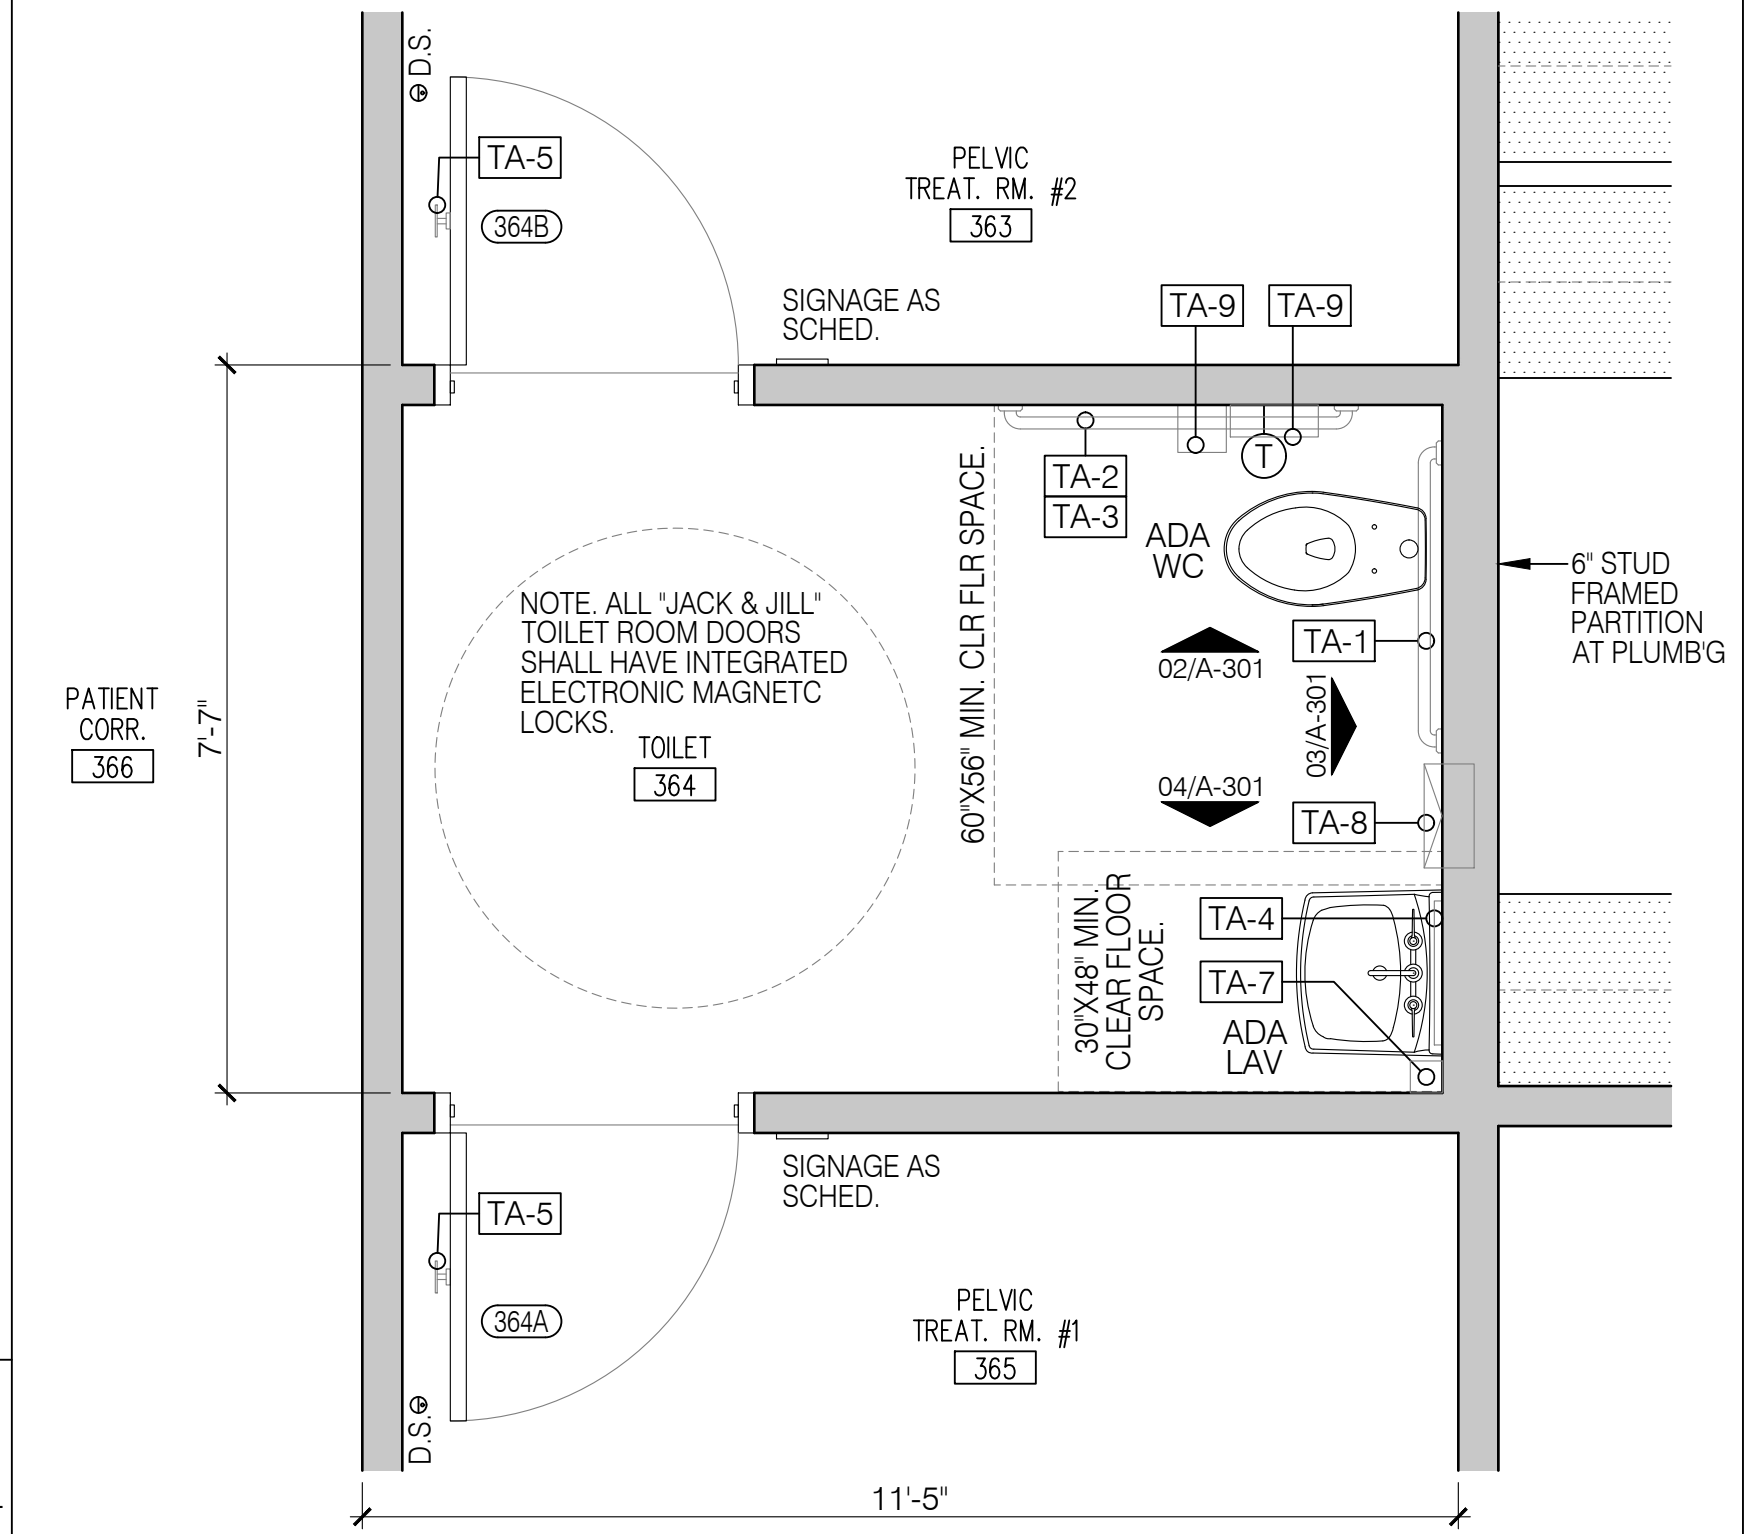 D.S.
TA-5
364B
PELVIC
TREAT. RM. #2
363
SIGNAGE AS
SCHED.
TA-9
TA-9
T
TA-2
TA-3
60"X56" MIN. CLR FLR SPACE.
ADA
WC
6" STUD
FRAMED
PARTITION
AT PLUMB'G
NOTE. ALL "JACK & JILL"
TOILET ROOM DOORS
SHALL HAVE INTEGRATED
ELECTRONIC MAGNETC
LOCKS.
TOILET
364
PATIENT
CORR.
366
7'-7"
TA-1
02/A-301
03/A-301
04/A-301
TA-8
30"X48" MIN.
CLEAR FLOOR
SPACE.
TA-4
TA-7
ADA
LAV
SIGNAGE AS
SCHED.
TA-5
364A
PELVIC
TREAT. RM. #1
365
D.S.
11'-5"